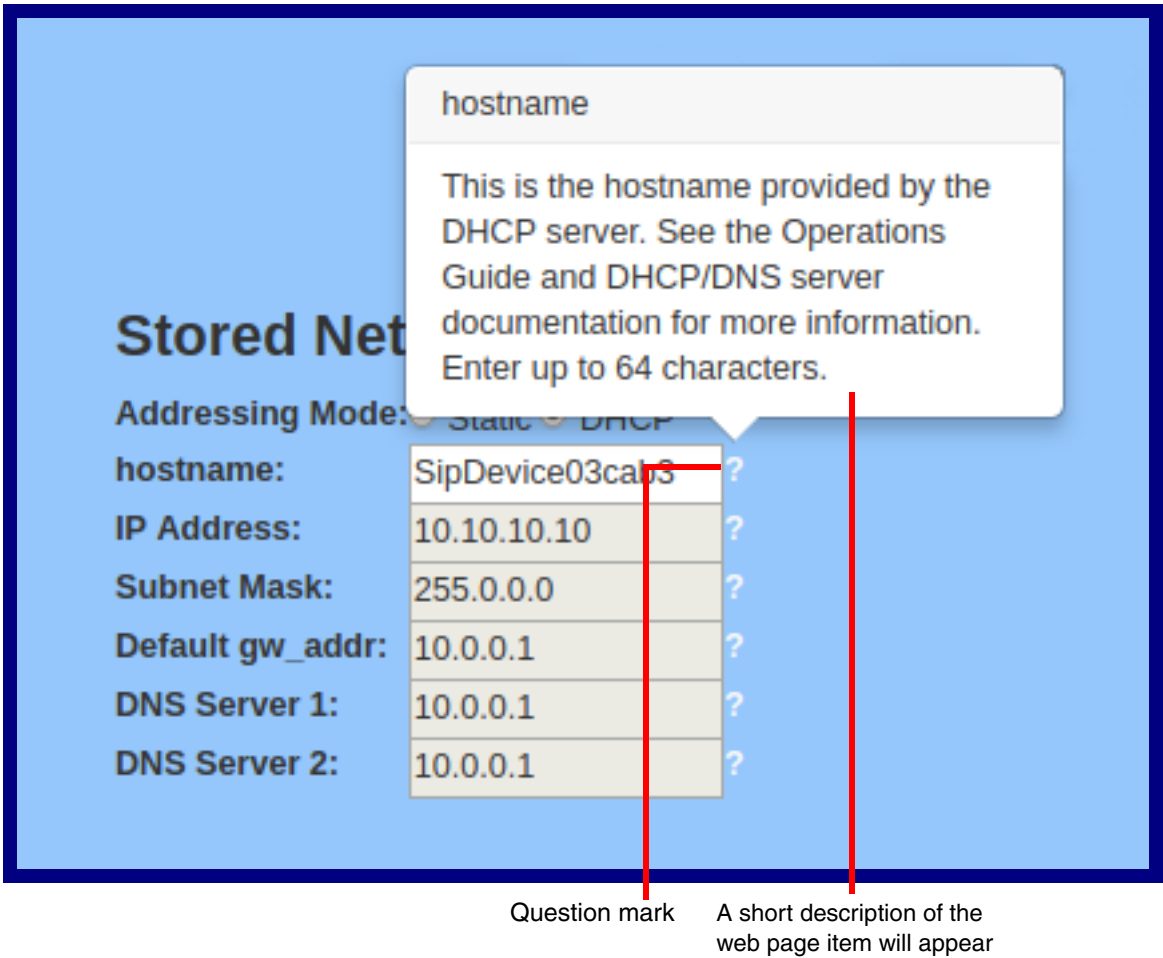 hostname
This is the hostname provided by the
DHCP server. See the Operations
Guide and DHCP/DNS server
documentation for more information.
Enter up to 64 characters.
Stored Net
Addressing Mode: Static DHCP
hostname: SipDevice03cab3 ?
IP Address: 10.10.10.10 ?
Subnet Mask: 255.0.0.0 ?
Default gw_addr: 10.0.0.1 ?
DNS Server 1: 10.0.0.1 ?
DNS Server 2: 10.0.0.1 ?
Question mark
A short description of the
web page item will appear